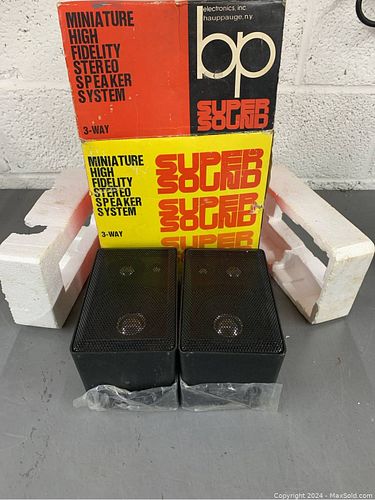 MINIATURE
HIGH
FIDELITY
STEREO
SPEAKER
SYSTEM
3-WAY
electronics, inc.
hauppauge, n.y.
bp
SUPER
SOUND
MINIATURE
HIGH
FIDELITY
STEREO
SPEAKER
SYSTEM
3-WAY
SUPER
SOUND
SUPER
SOUND
SUPER
Copyright © 2024 - MaxSold.com